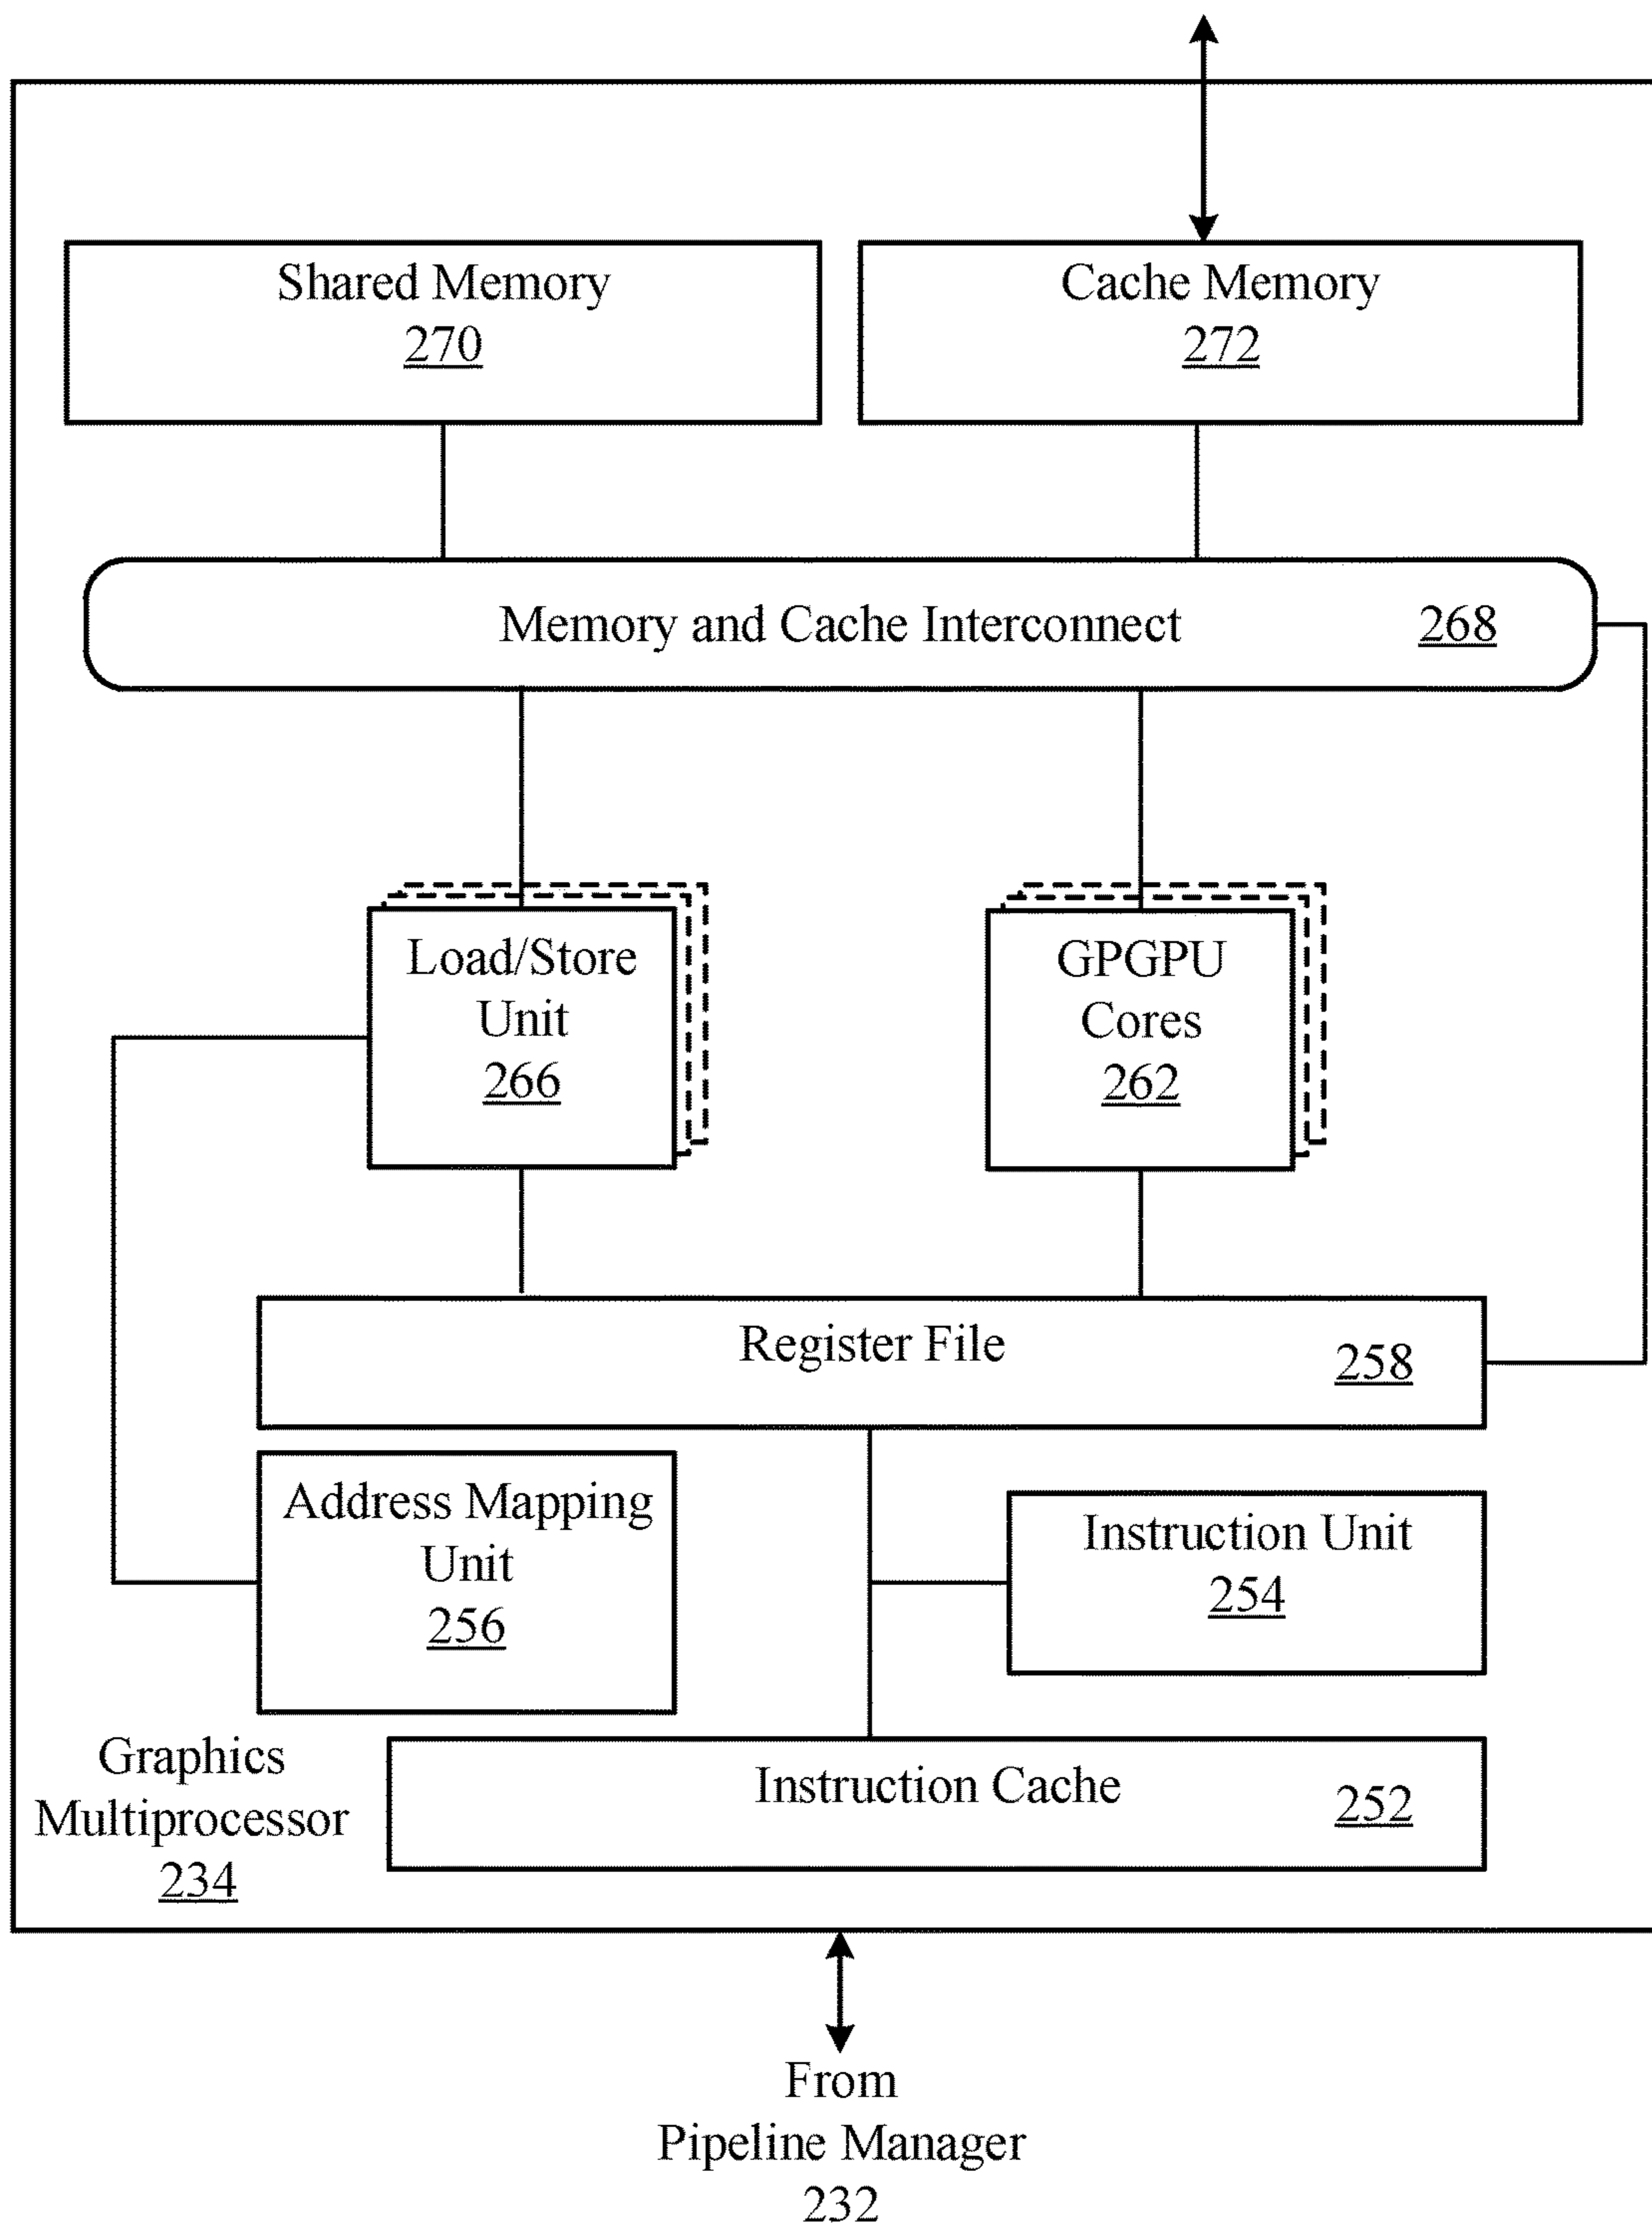 Shared Memory
270
Cache Memory
272
Memory and Cache Interconnect 268
Load/Store
Unit
266
GPGPU
Cores
262
Register File 258
Address Mapping
Unit
256
Instruction Unit
254
Graphics
Multiprocessor
234
Instruction Cache 252
From
Pipeline Manager
232